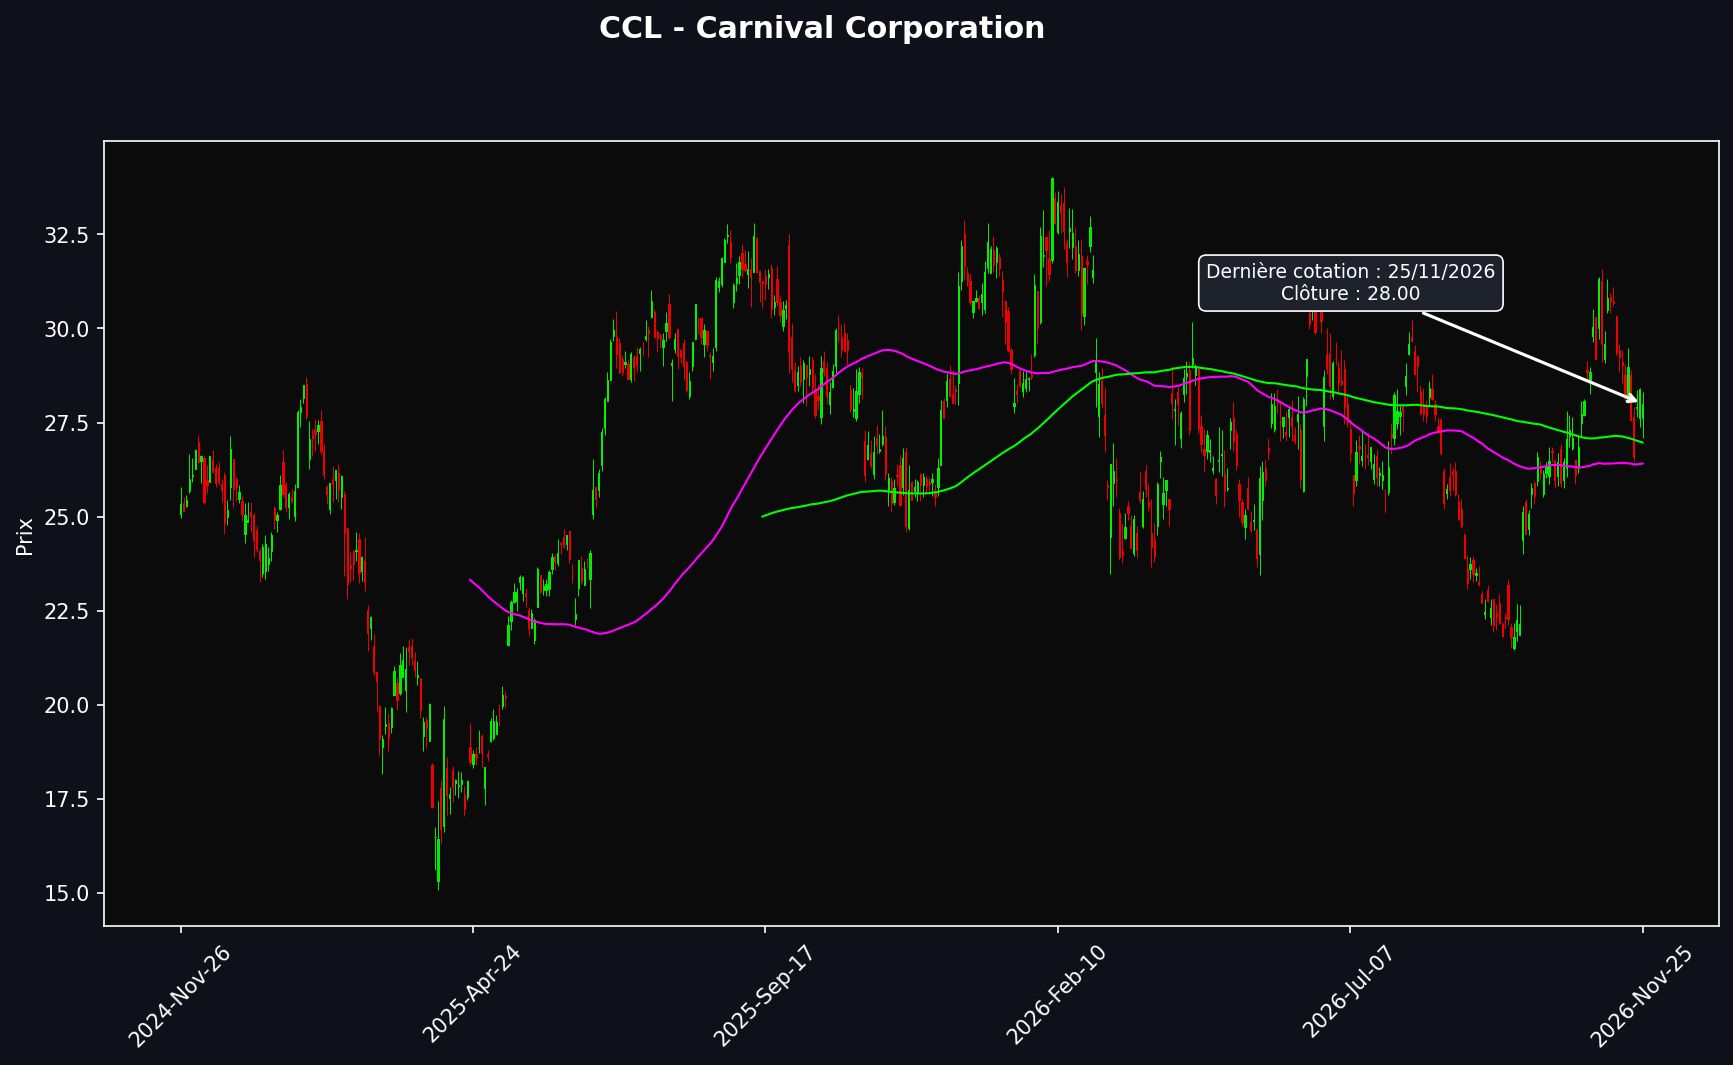 CCL - Carnival Corporation
Prix
32.5
30.0
27.5
25.0
22.5
20.0
17.5
15.0
Dernière cotation : 25/11/2026
Clôture : 28.00
2024-Nov-26
2025-Apr-24
2025-Sep-17
2026-Feb-10
2026-Jul-07
2026-Nov-25